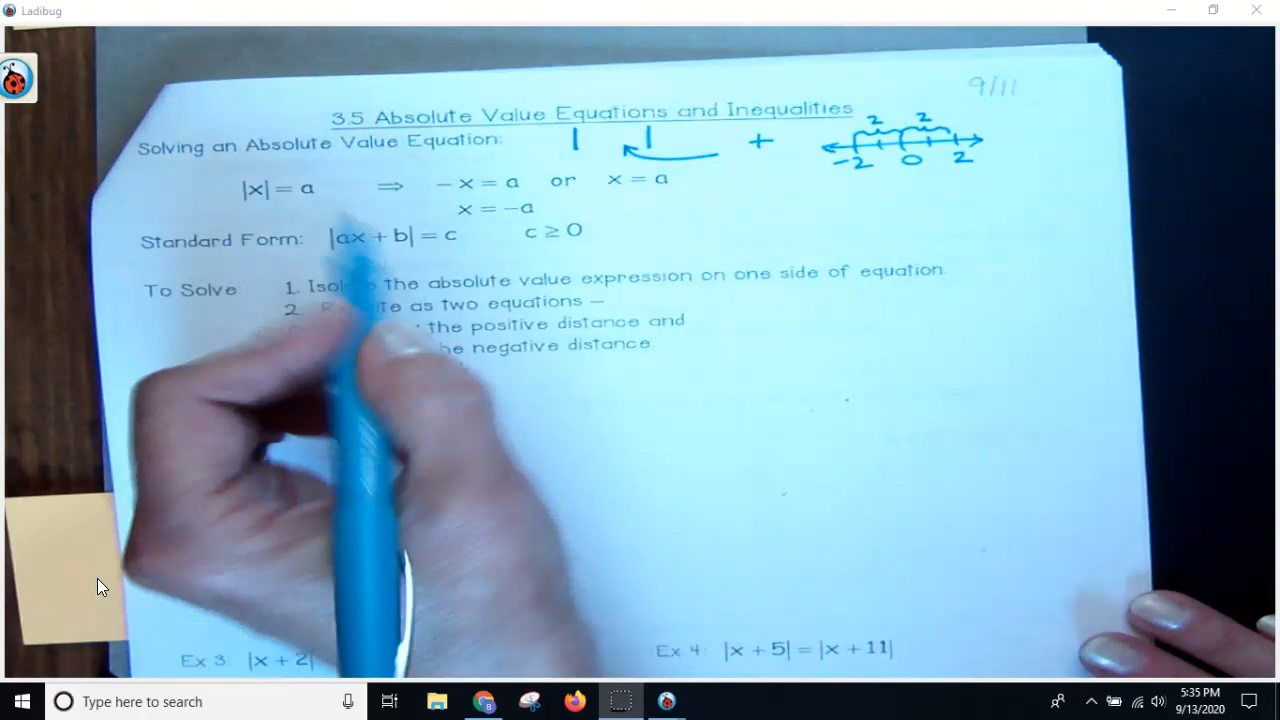 Ladibug
9/11
3.5 Absolute Value Equations and Inequalities
Solving an Absolute Value Equation: | | +
2 2
-2 0 2
|x| = a ⇒ -x = a or x = a
x = -a
Standard Form: |ax + b| = c c ≥ 0
To Solve: 1. the absolute value expression on one side of equation.
2. as two equations –
the positive distance and
the negative distance.
Ex 3: |x + 2|
Ex 4: |x + 5| = |x + 11|
Type here to search
5:35 PM
9/13/2020